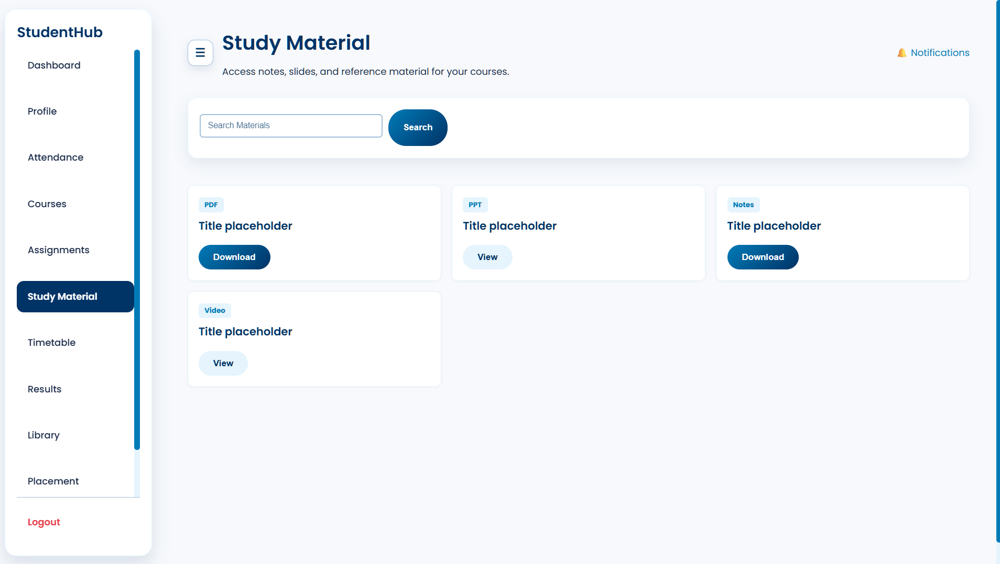 StudentHub
Dashboard
Profile
Attendance
Courses
Assignments
Study Material
Timetable
Results
Library
Placement
Logout
Study Material
Access notes, slides, and reference material for your courses.
Notifications
Search Materials
Search
PDF
Title placeholder
Download
PPT
Title placeholder
View
Notes
Title placeholder
Download
Video
Title placeholder
View